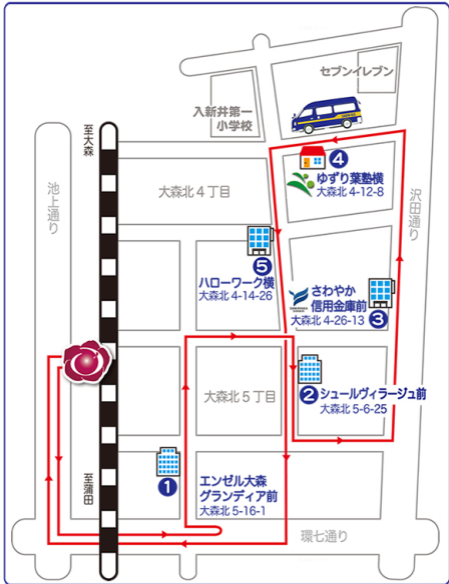 セブンイレブン
入新井第一
小学校
至大森
池上通り
大森北4丁目
④
ゆずり葉塾横
大森北 4-12-8
沢田通り
⑤
ハローワーク横
大森北 4-14-26
さわやか
信用金庫前
大森北 4-26-13
③
大森北5丁目
②
シュールヴィラージュ前
大森北 5-6-25
至蒲田
①
エンゼル大森
グランディア前
大森北 5-16-1
環七通り